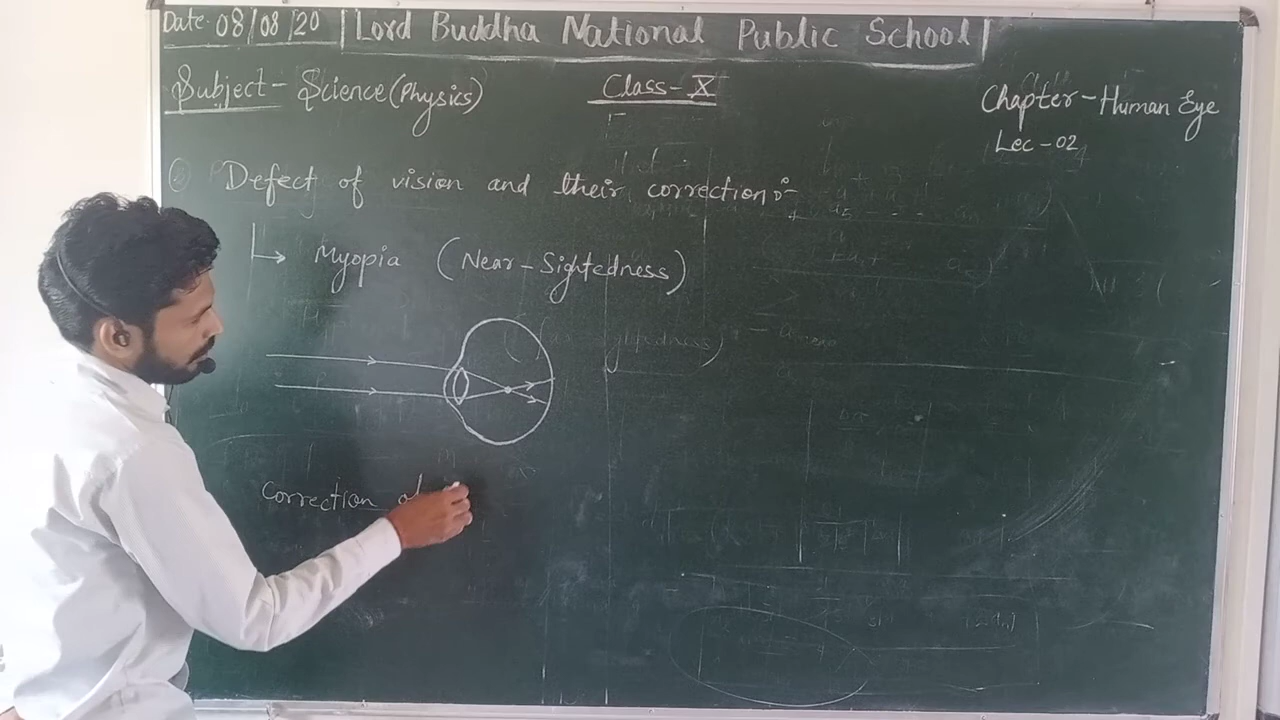 Date- 08/08/20 | Lord Buddha National Public School |
Subject - Science (Physics)
Class - X
Chapter - Human Eye
Lec - 02
Defect of vision and their correction:-
↳ Myopia (Near-Sightedness)
Correction of